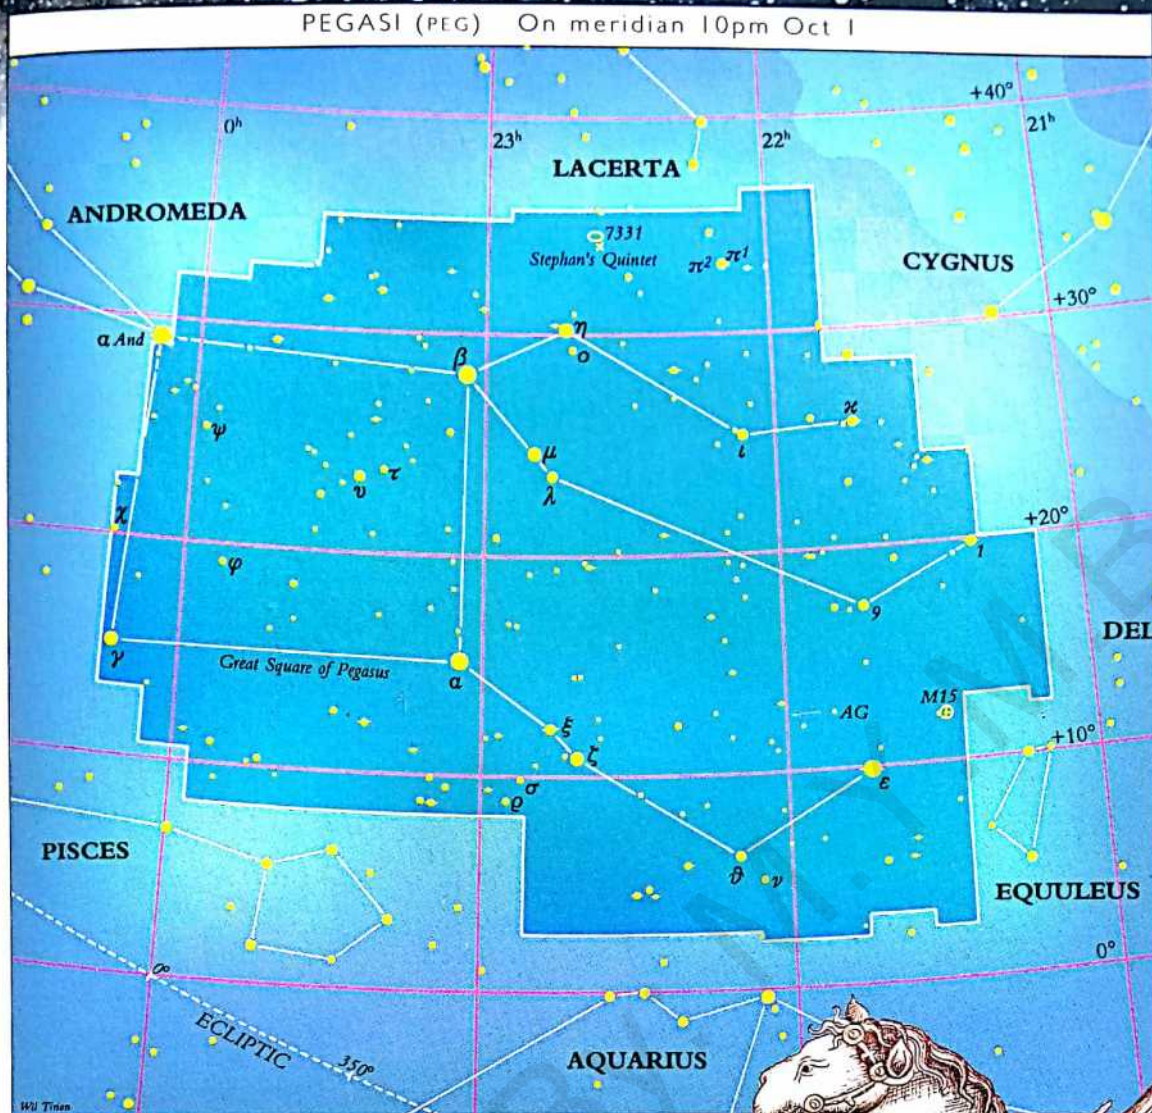 PEGASI (PEG) On meridian 10pm Oct 1
+40°
0h
23h
22h
21h
LACERTA
ANDROMEDA
7331
Stephan's Quintet
π2 π1
CYGNUS
+30°
α And
η
β
ο
ϰ
ψ
ι
μ
τ
υ
λ
χ
+20°
1
φ
9
DEL
γ
Great Square of Pegasus
α
M15
AG
ξ
+10°
ζ
ε
σ
ρ
PISCES
ϑ
ν
EQUULEUS
0°
0°
ECLIPTIC
350°
AQUARIUS
Wil Tirion